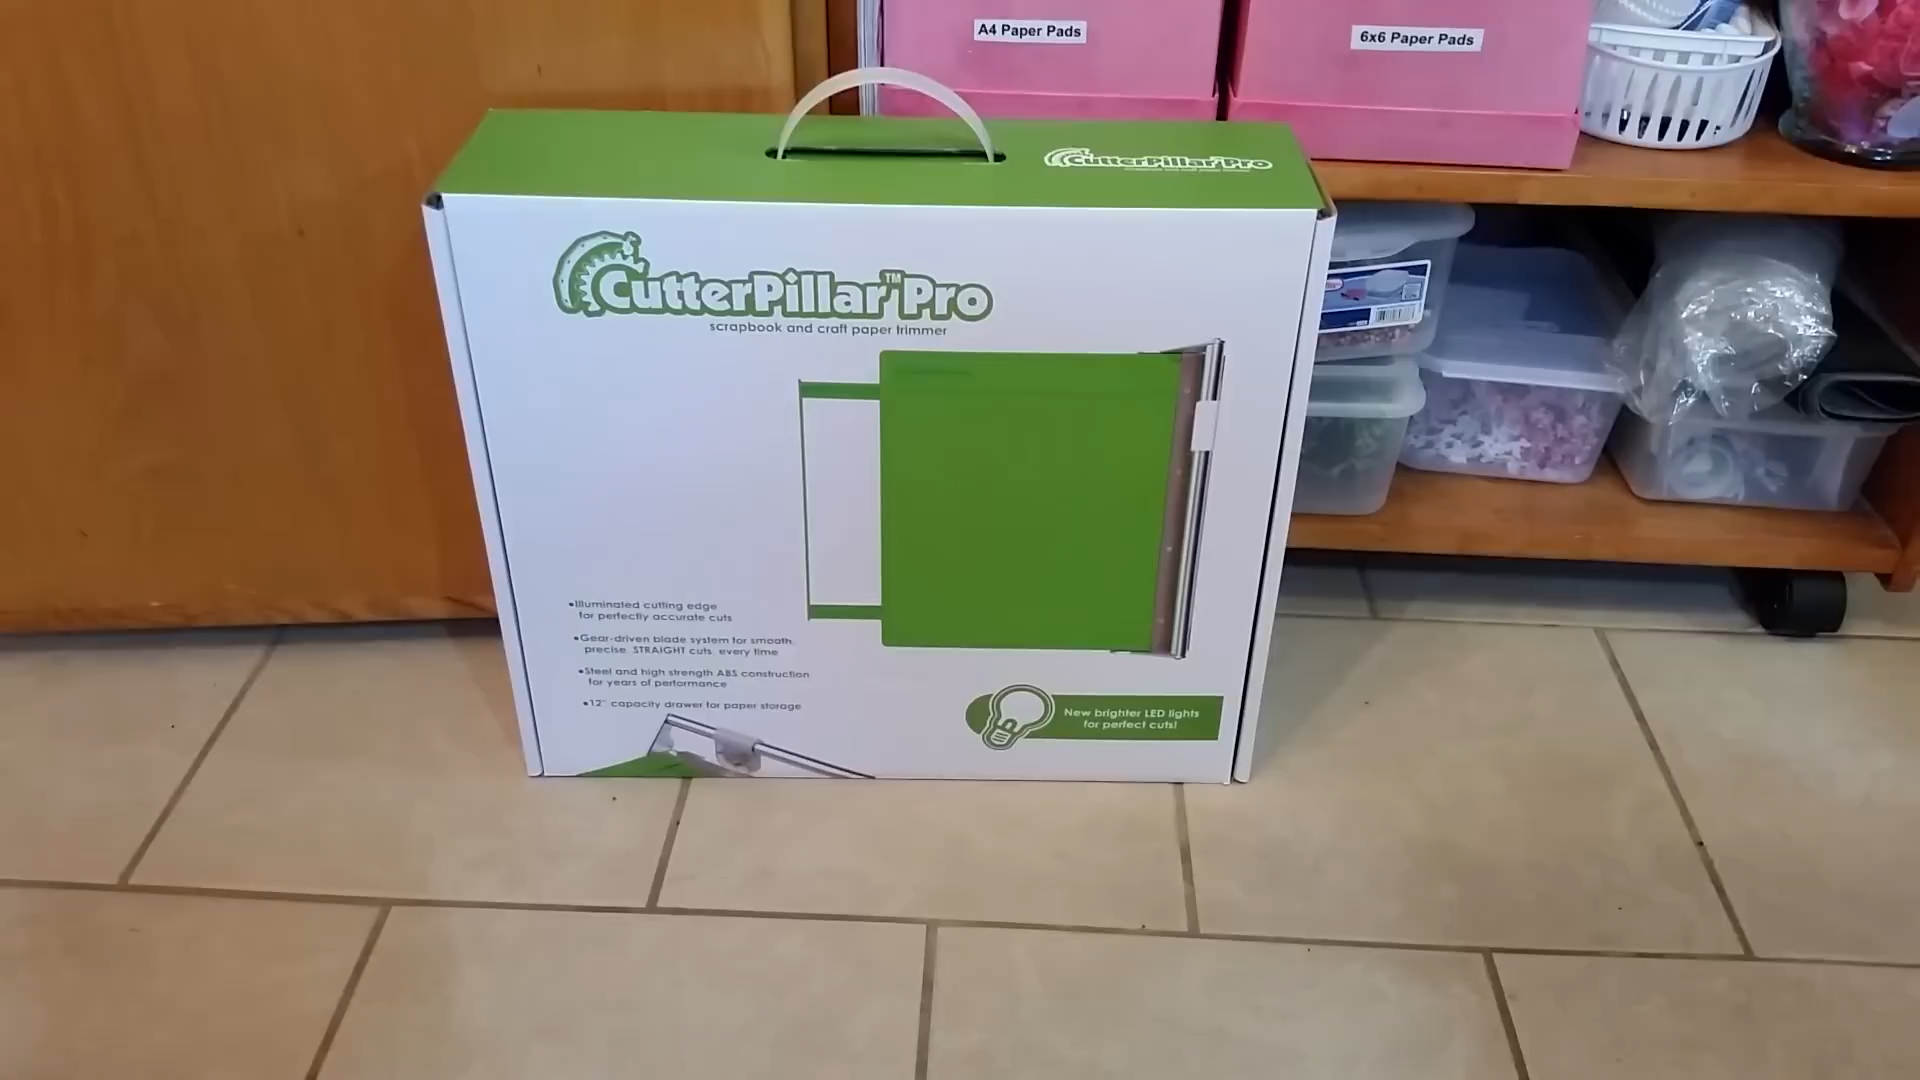 A4 Paper Pads
6x6 Paper Pads
CutterPillar Pro
CutterPillar™ Pro
scrapbook and craft paper trimmer
•Illuminated cutting edge
for perfectly accurate cuts
•Gear-driven blade system for smooth,
precise, STRAIGHT cuts, every time
•Steel and high strength ABS construction
for years of performance
•12" capacity drawer for paper storage
New brighter LED lights
for perfect cuts!